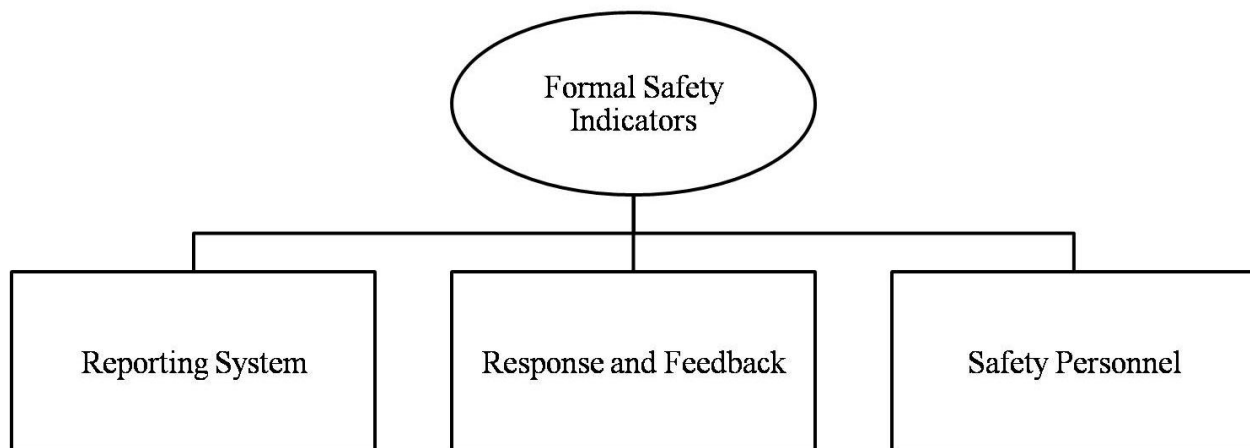 Formal Safety
Indicators
Reporting System
Response and Feedback
Safety Personnel